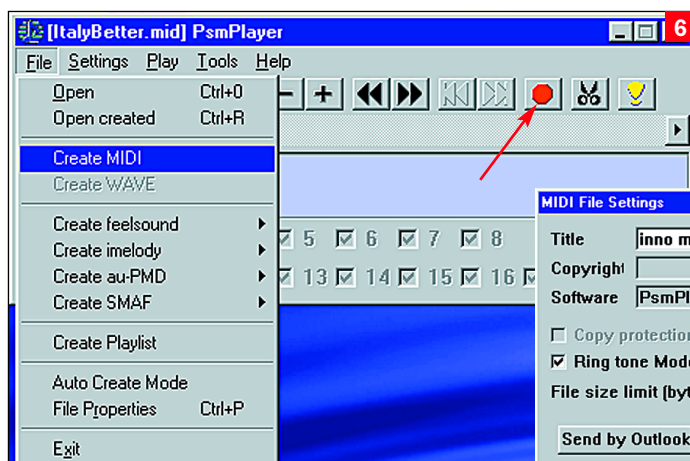 [ItalyBetter.mid] PsmPlayer
6
File Settings Play Tools Help
Open Ctrl+O
Open created Ctrl+R
Create MIDI
Create WAVE
Create feelsound
Create imelody
Create au-PMD
Create SMAF
Create Playlist
Auto Create Mode
File Properties Ctrl+P
Exit
5 6 7 8
13 14 15 16
MIDI File Settings
Title inno m
Copyright
Software PsmPl
Copy protection
Ring tone Mode
File size limit (byt
Send by Outlook